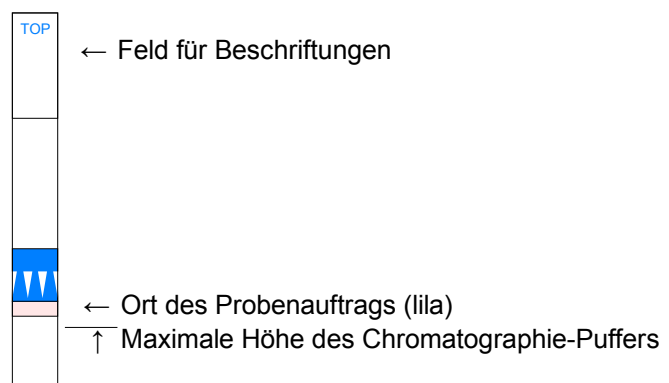 TOP
← Feld für Beschriftungen
← Ort des Probenauftrags (lila)
↑ Maximale Höhe des Chromatographie-Puffers